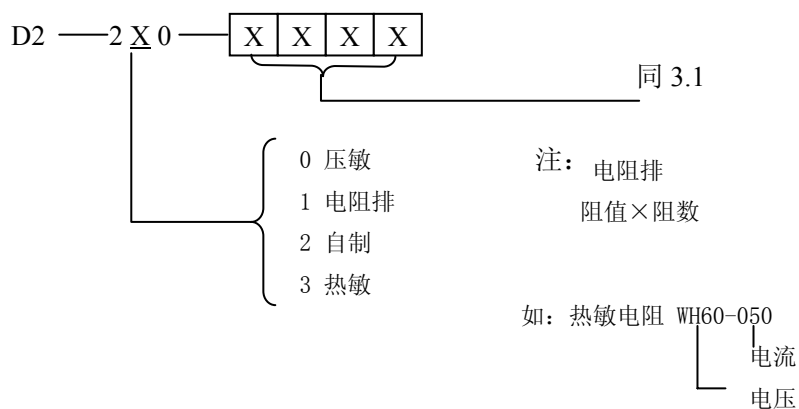 D2 — 2 X 0 — X X X X
同 3.1
0 压敏
注： 电阻排
1 电阻排
阻值×阻数
2 自制
3 热敏
如：热敏电阻 WH60-050
电流
电压